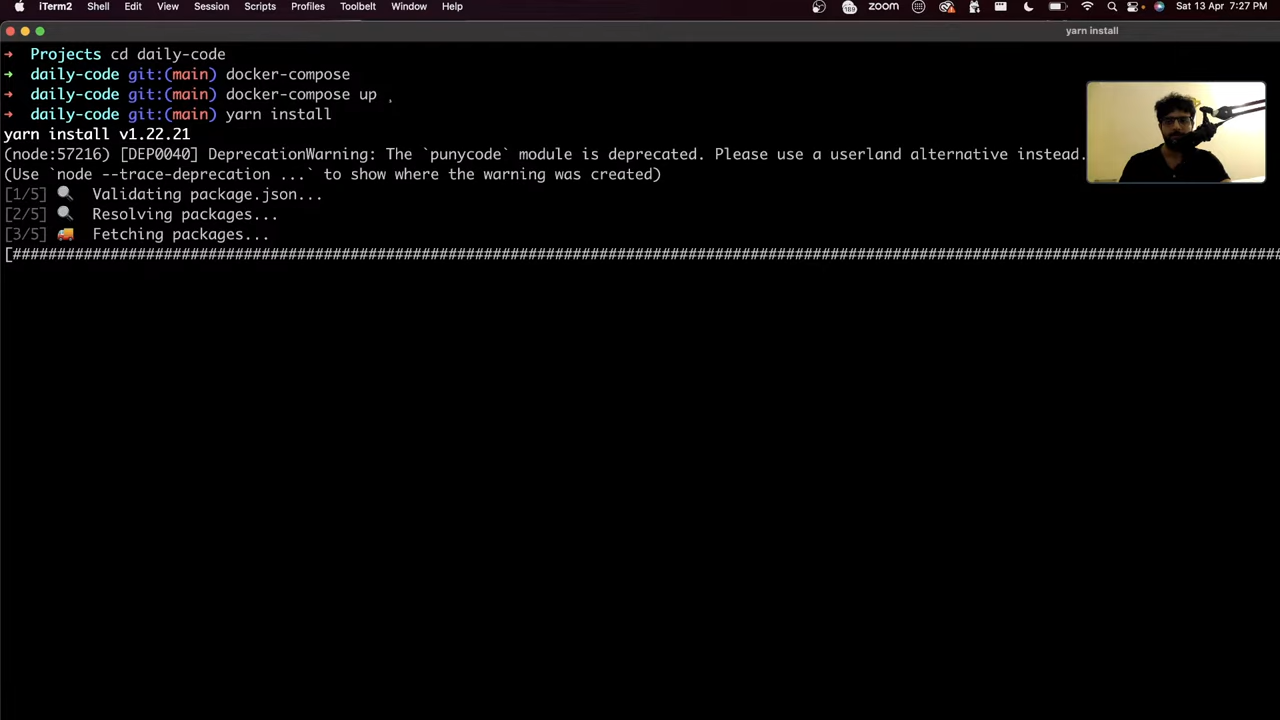 iTerm2 Shell Edit View Session Scripts Profiles Toolbelt Window Help 189 zoom Sat 13 Apr 7:27 PM
yarn install
➜ Projects cd daily-code
➜ daily-code git:(main) docker-compose
➜ daily-code git:(main) docker-compose up
➜ daily-code git:(main) yarn install
yarn install v1.22.21
(node:57216) [DEP0040] DeprecationWarning: The `punycode` module is deprecated. Please use a userland alternative instead.
(Use `node --trace-deprecation ...` to show where the warning was created)
[1/5] 🔍 Validating package.json...
[2/5] 🔍 Resolving packages...
[3/5] 🚚 Fetching packages...
[###############################################################################################################################################